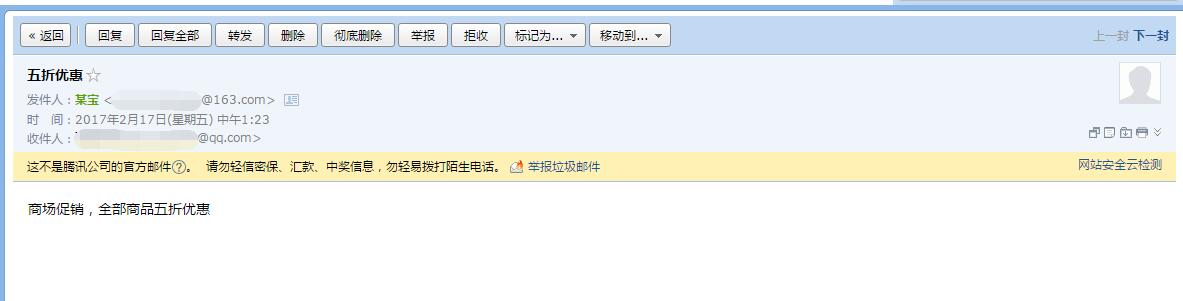 « 返回 回复 回复全部 转发 删除 彻底删除 举报 拒收 标记为... 移动到... 上一封 下一封
五折优惠☆
发件人：某宝 < @163.com>
时 间：2017年2月17日(星期五) 中午1:23
收件人： @qq.com>
这不是腾讯公司的官方邮件?。 请勿轻信密保、汇款、中奖信息，勿轻易拨打陌生电话。 举报垃圾邮件 网站安全云检测
商场促销，全部商品五折优惠